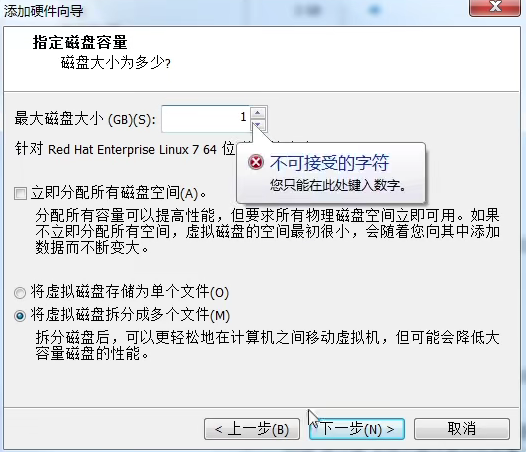 添加硬件向导
指定磁盘容量
磁盘大小为多少?
最大磁盘大小 (GB)(S): 1
针对 Red Hat Enterprise Linux 7 64 位
不可接受的字符
您只能在此处键入数字。
立即分配所有磁盘空间(A)。
分配所有容量可以提高性能，但要求所有物理磁盘空间立即可用。如果
不立即分配所有空间，虚拟磁盘的空间最初很小，会随着您向其中添加
数据而不断变大。
将虚拟磁盘存储为单个文件(O)
将虚拟磁盘拆分成多个文件(M)
拆分磁盘后，可以更轻松地在计算机之间移动虚拟机，但可能会降低大
容量磁盘的性能。
< 上一步(B) 下一步(N) > 取消